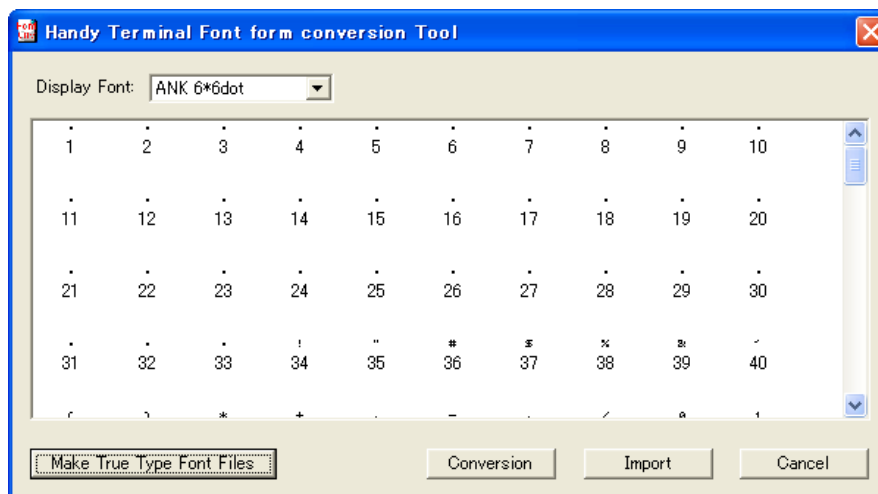 Handy Terminal Font form conversion Tool
Display Font: ANK 6*6dot
1 2 3 4 5 6 7 8 9 10
11 12 13 14 15 16 17 18 19 20
21 22 23 24 25 26 27 28 29 30
! " # $ % & '
31 32 33 34 35 36 37 38 39 40
( ) * + , - . / 0 1
Make True Type Font Files Conversion Import Cancel